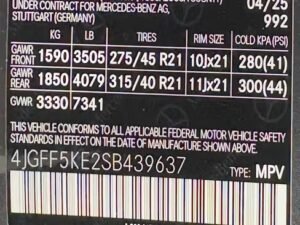 UNDER LICENSE FOR MERCEDES-BENZ AG. 04/25
STUTTGART (GERMANY) 992
GAWR LB TIRES RIM SIZE COLD KPA(PSI)
FRONT 1590 3505 275/45 R21 10Jx21 280(41)
GAWR
REAR 1850 4079 315/40 R21 11Jx21 300(44)
GVWR 3330 7341
THIS VEHICLE CONFORMS TO ALL APPLICABLE FEDERAL MOTOR VEHICLE
STANDARDS IN EFFECT ON THE DATE OF MANUFACTURE SHOWN ABOVE.
4JGFF5KE2SB439637 TYPE: MPV